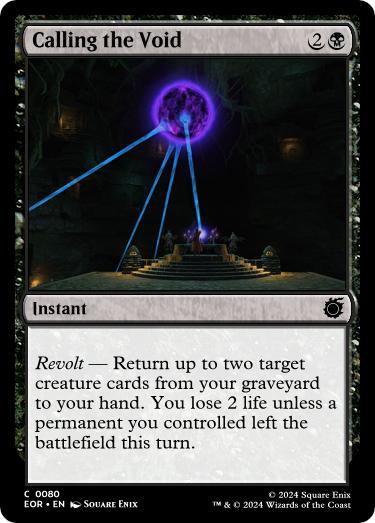 Calling the Void 2
Instant
Revolt — Return up to two target
creature cards from your graveyard
to your hand. You lose 2 life unless a
permanent you controlled left the
battlefield this turn.
C 0080 © 2024 Square Enix
EOR • EN Square Enix ™ & © 2024 Wizards of the Coast